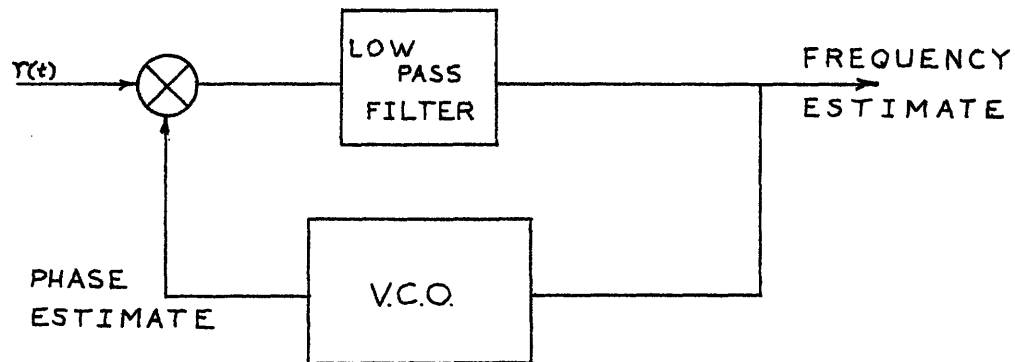 r(t)
LOW
PASS
FILTER
FREQUENCY
ESTIMATE
V.C.O.
PHASE
ESTIMATE